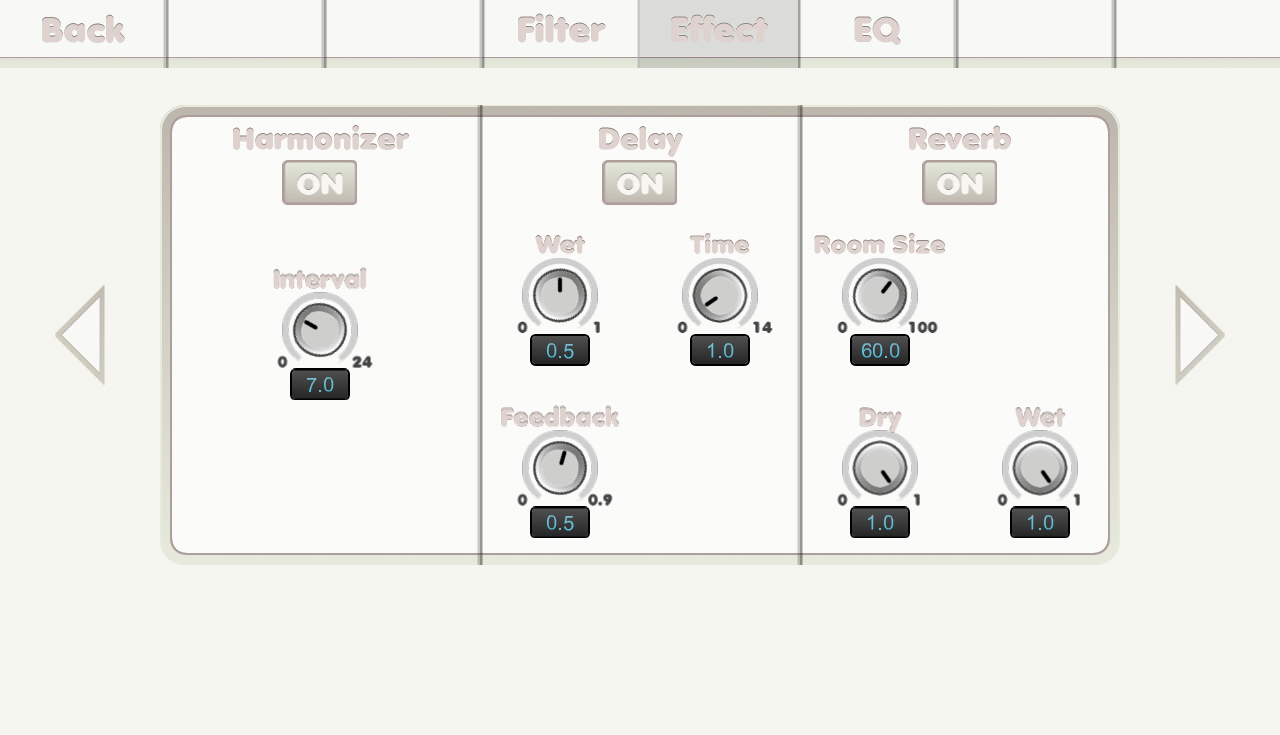 Back Filter Effect EQ
Harmonizer Delay Reverb
ON ON ON
Wet Time Room Size
Interval
0 1 0 14 0 100
0.5 1.0 60.0
0 24
7.0
Feedback Dry Wet
0 0.9 0 1 0 1
0.5 1.0 1.0